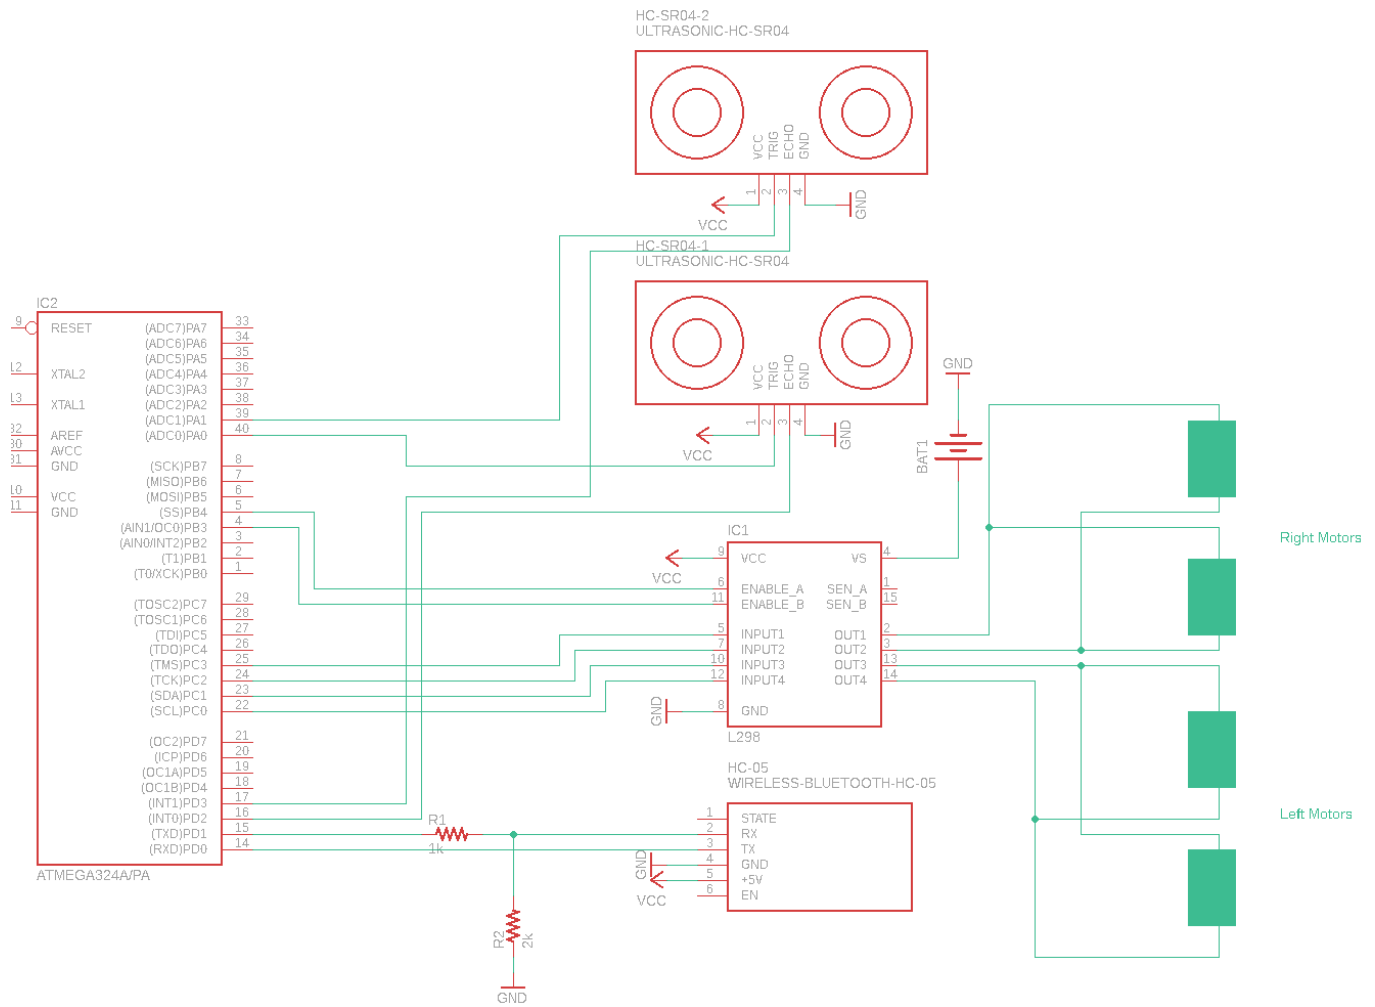 HC-SR04-2
ULTRASONIC-HC-SR04
VCC
TRIG
ECHO
GND
1
2
3
4
VCC
GND
HC-SR04-1
ULTRASONIC-HC-SR04
VCC
TRIG
ECHO
GND
1
2
3
4
VCC
GND
IC2
9 RESET
12 XTAL2
13 XTAL1
32 AREF
30 AVCC
31 GND
10 VCC
11 GND
(ADC7)PA7 33
(ADC6)PA6 34
(ADC5)PA5 35
(ADC4)PA4 36
(ADC3)PA3 37
(ADC2)PA2 38
(ADC1)PA1 39
(ADC0)PA0 40
(SCK)PB7 8
(MISO)PB6 7
(MOSI)PB5 6
(SS)PB4 5
(AIN1/OC0)PB3 4
(AIN0/INT2)PB2 3
(T1)PB1 2
(T0/XCK)PB0 1
(TOSC2)PC7 29
(TOSC1)PC6 28
(TDI)PC5 27
(TDO)PC4 26
(TMS)PC3 25
(TCK)PC2 24
(SDA)PC1 23
(SCL)PC0 22
(OC2)PD7 21
(ICP)PD6 20
(OC1A)PD5 19
(OC1B)PD4 18
(INT1)PD3 17
(INT0)PD2 16
(TXD)PD1 15
(RXD)PD0 14
ATMEGA324A/PA
GND
BAT1
IC1
VCC
9 VCC
6 ENABLE_A
11 ENABLE_B
5 INPUT1
7 INPUT2
10 INPUT3
12 INPUT4
GND
8 GND
VS 4
SEN_A 1
SEN_B 15
OUT1 2
OUT2 3
OUT3 13
OUT4 14
L298
Right Motors
Left Motors
HC-05
WIRELESS-BLUETOOTH-HC-05
1 STATE
2 RX
3 TX
4 GND
5 +5V
6 EN
GND
VCC
R1
1k
R2
2k
GND